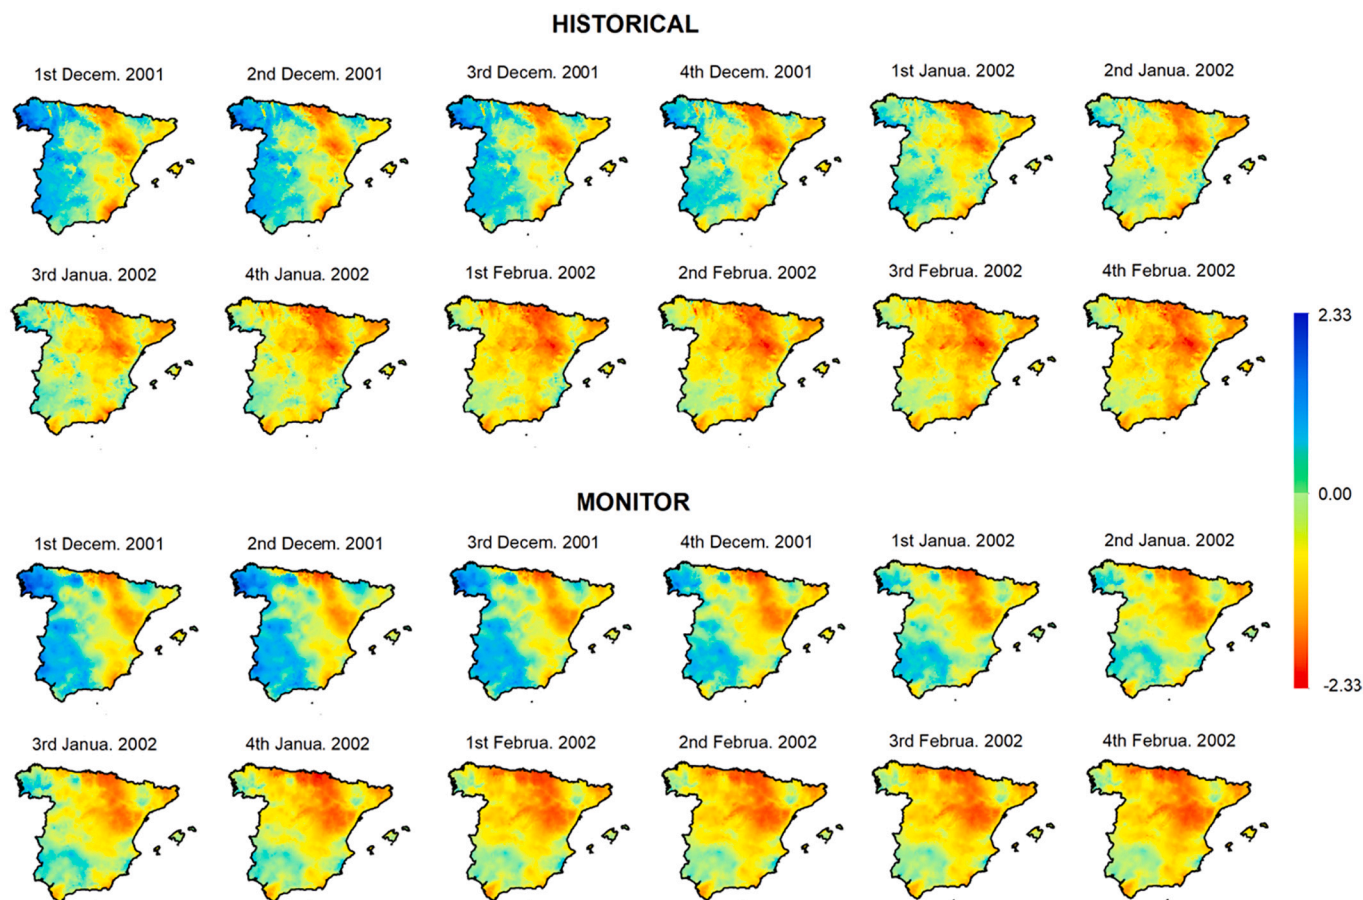 HISTORICAL
1st Decem. 2001
2nd Decem. 2001
3rd Decem. 2001
4th Decem. 2001
1st Janua. 2002
2nd Janua. 2002
3rd Janua. 2002
4th Janua. 2002
1st Februa. 2002
2nd Februa. 2002
3rd Februa. 2002
4th Februa. 2002
2.33
0.00
-2.33
MONITOR
1st Decem. 2001
2nd Decem. 2001
3rd Decem. 2001
4th Decem. 2001
1st Janua. 2002
2nd Janua. 2002
3rd Janua. 2002
4th Janua. 2002
1st Februa. 2002
2nd Februa. 2002
3rd Februa. 2002
4th Februa. 2002